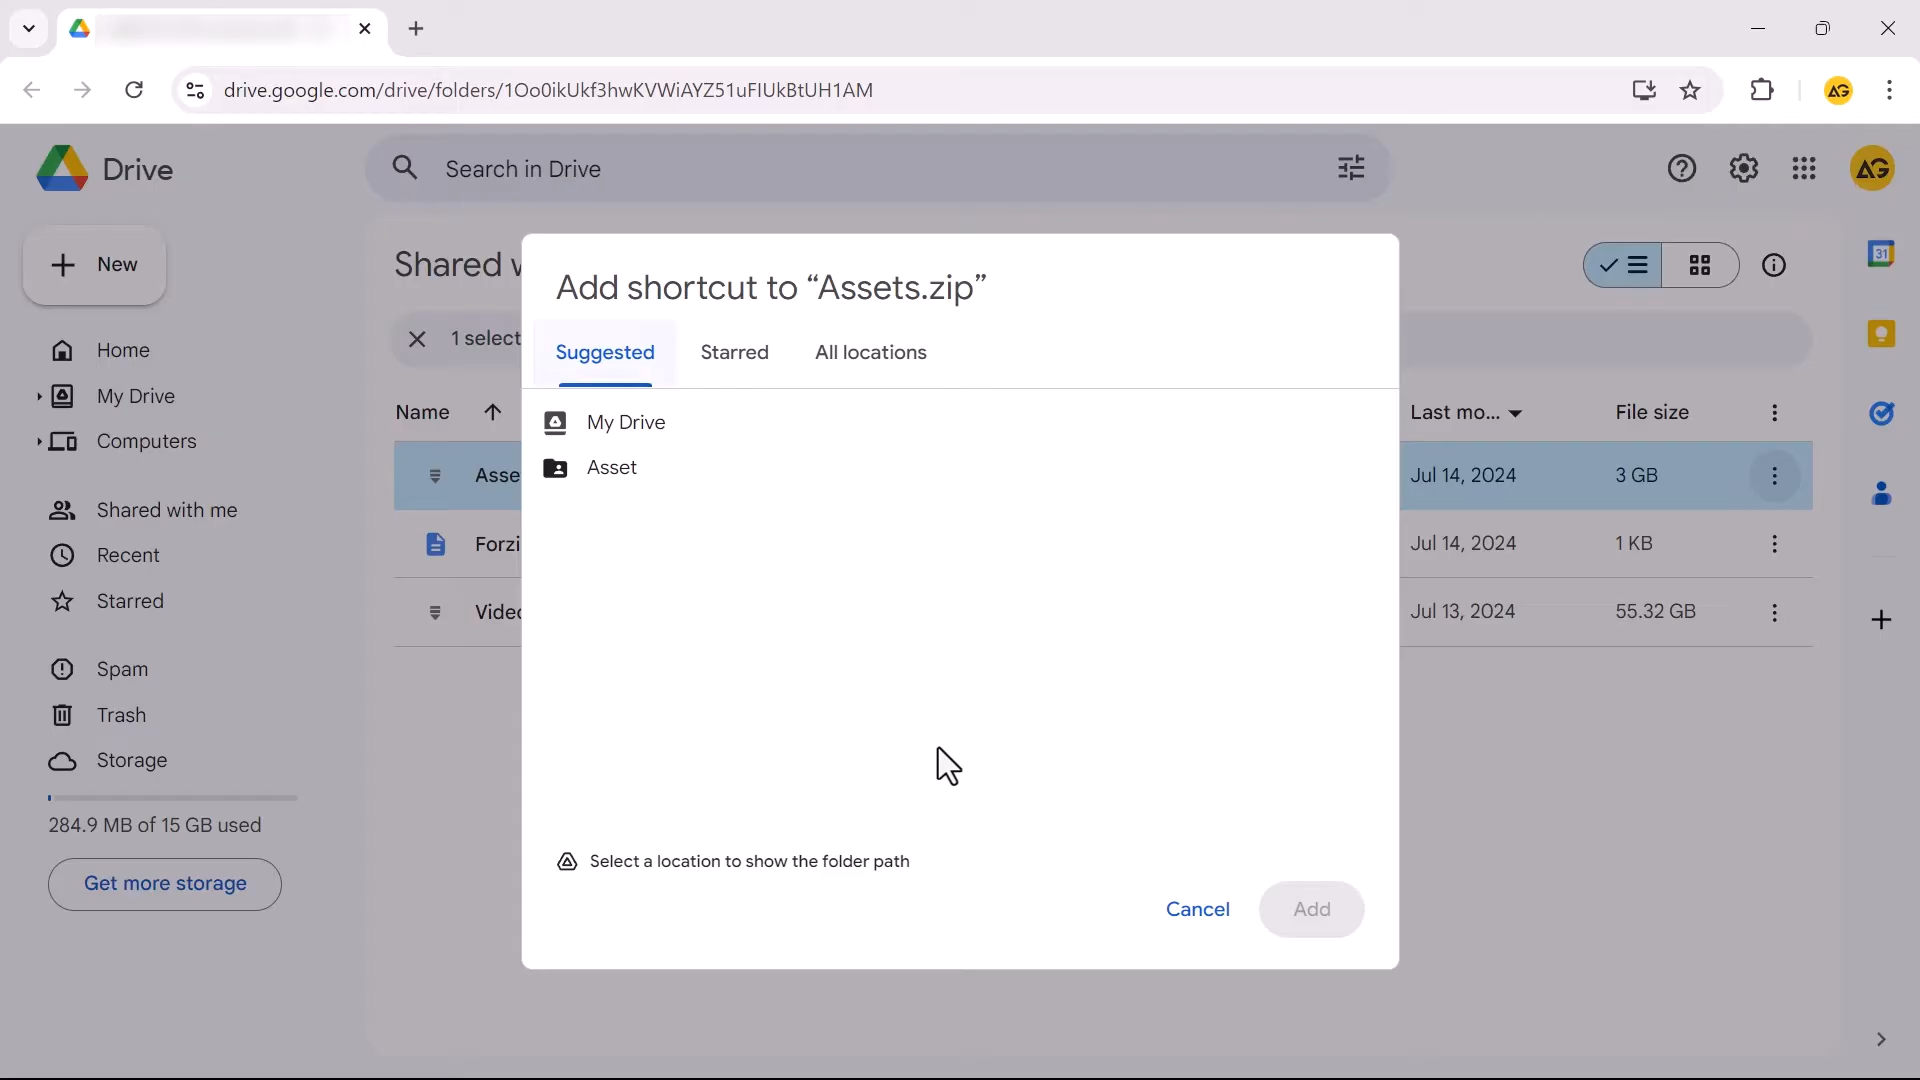 drive.google.com/drive/folders/1Oo0ikUkf3hwKVWiAYZ51uFIUkBtUH1AM
AG
Drive
Search in Drive
AG
New
Home
My Drive
Computers
Shared with me
Recent
Starred
Spam
Trash
Storage
284.9 MB of 15 GB used
Get more storage
Shared
1 select
Name
Last mo...
File size
Asse
Jul 14, 2024
3 GB
Forzi
Jul 14, 2024
1 KB
Video
Jul 13, 2024
55.32 GB
Add shortcut to “Assets.zip”
Suggested
Starred
All locations
My Drive
Asset
Select a location to show the folder path
Cancel
Add
31